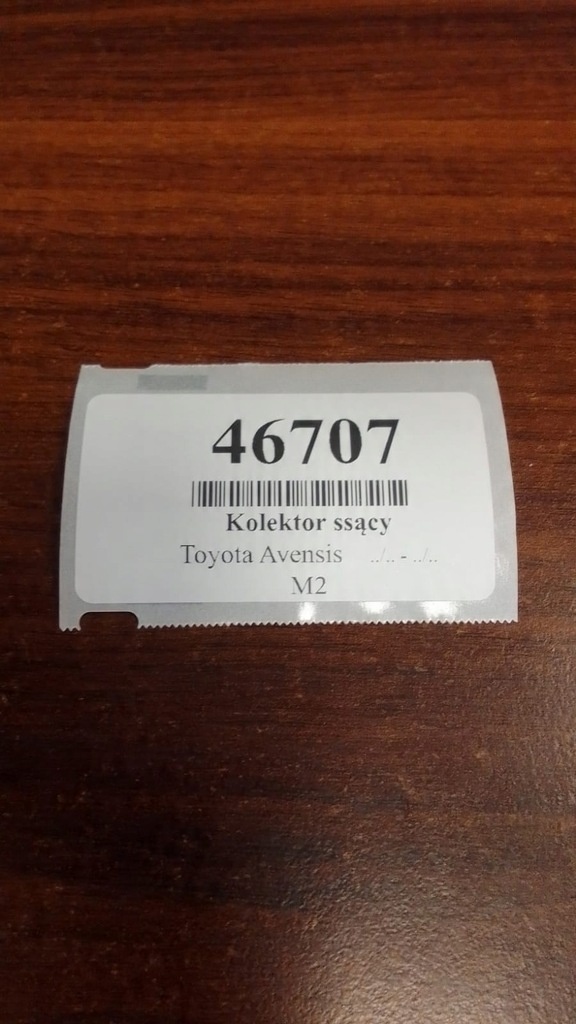 46707
Kolektor ssący
Toyota Avensis ../.. - ../..
M2